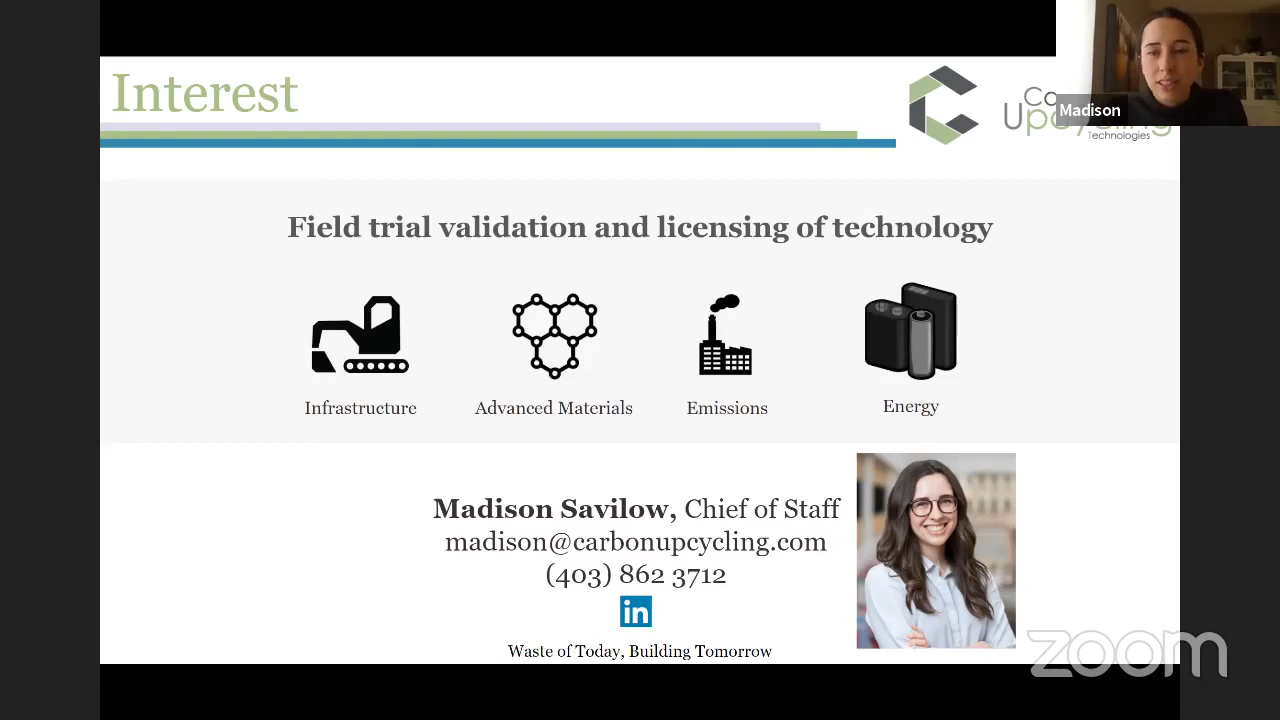 Interest
Madison
Technologies
Field trial validation and licensing of technology
Infrastructure
Advanced Materials
Emissions
Energy
Madison Savilow, Chief of Staff
madison@carbonupcycling.com
(403) 862 3712
in
Waste of Today, Building Tomorrow
zoom